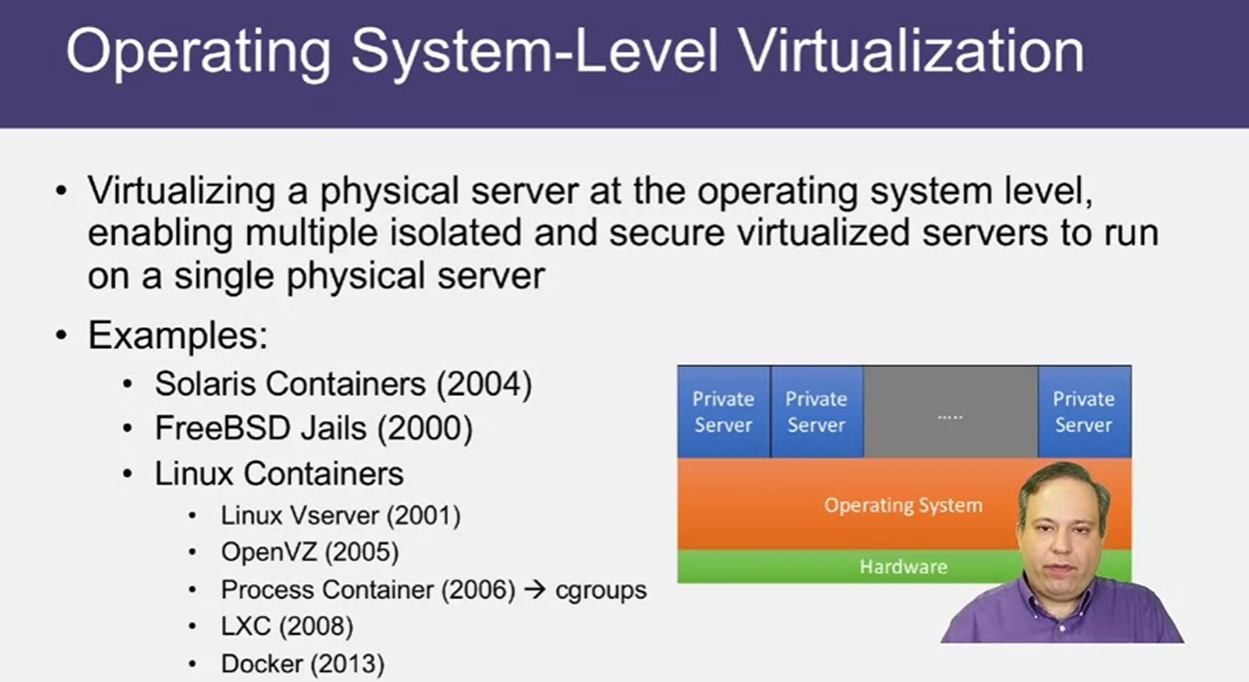 Operating System-Level Virtualization
• Virtualizing a physical server at the operating system level,
enabling multiple isolated and secure virtualized servers to run
on a single physical server
• Examples:
• Solaris Containers (2004)
• FreeBSD Jails (2000)
• Linux Containers
• Linux Vserver (2001)
• OpenVZ (2005)
• Process Container (2006) → cgroups
• LXC (2008)
• Docker (2013)
Private
Server
Private
Server
.....
Private
Server
Operating System
Hardware